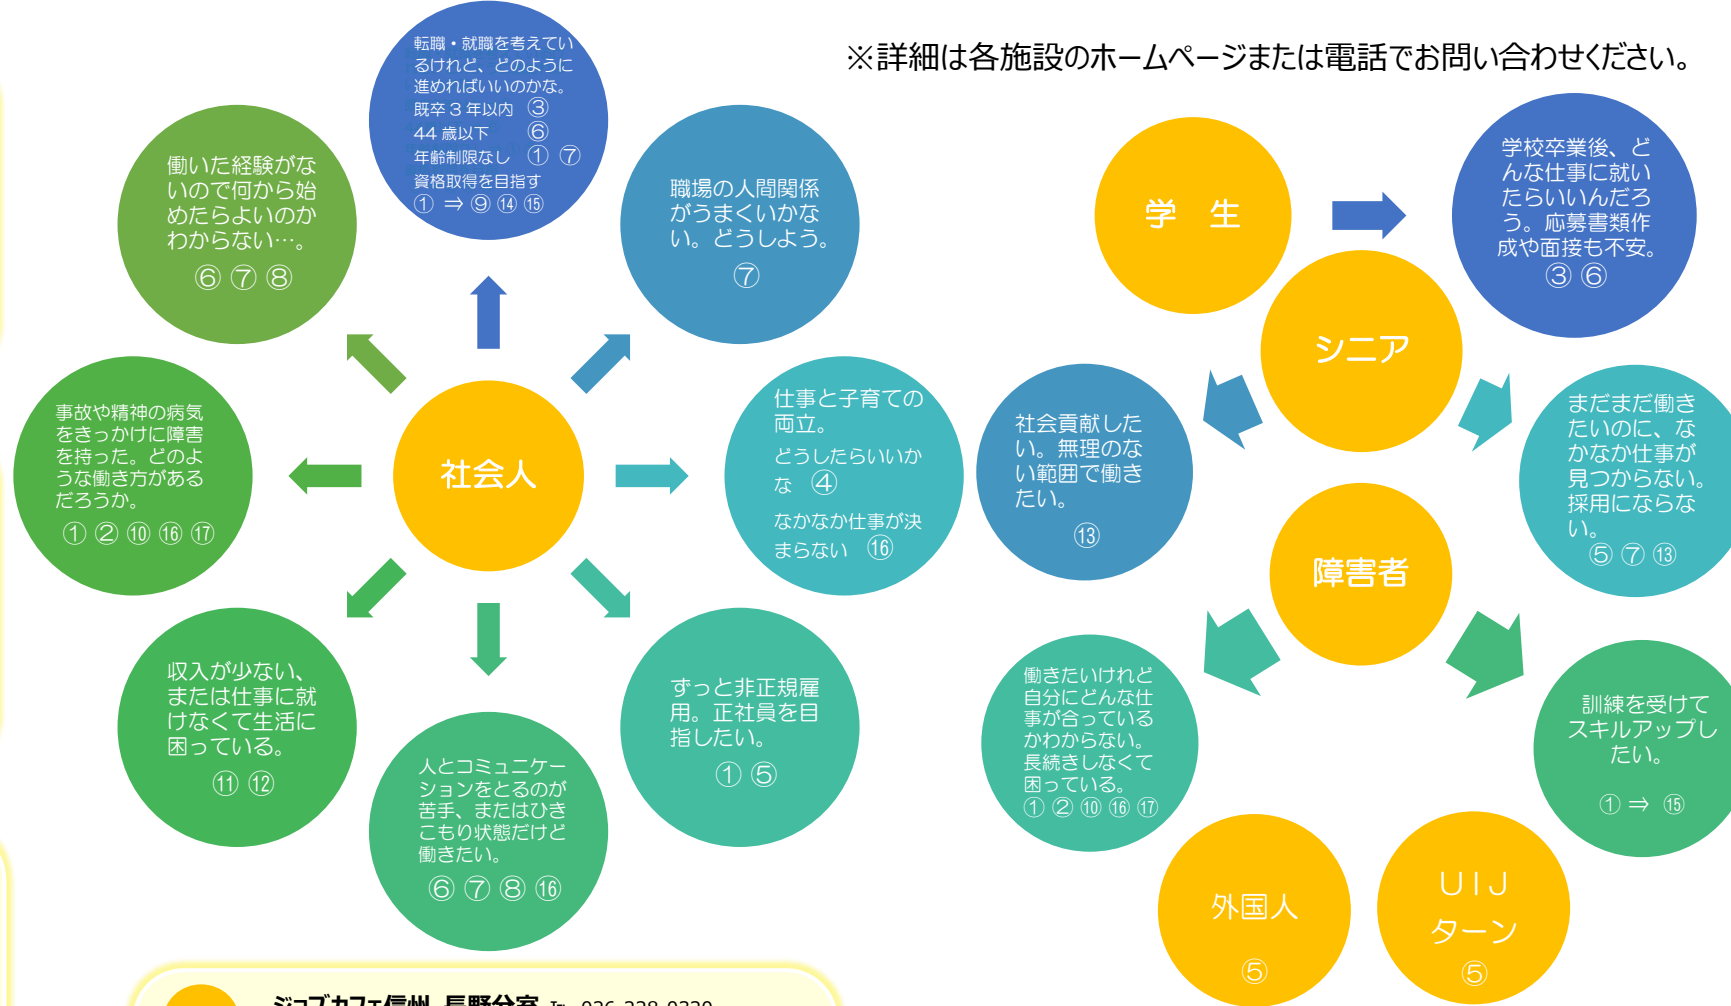 ※詳細は各施設のホームページまたは電話でお問い合わせください。
転職・就職を考えてい
るけれど、どのように
進めればいいのかな。
既卒3年以内 ③
44歳以下 ⑥
年齢制限なし ① ⑦
資格取得を目指す
① ⇒ ⑨ ⑭ ⑮
働いた経験がな
いので何から始
めたらよいのか
わからない…。
⑥ ⑦ ⑧
職場の人間関係
がうまくいかな
い。どうしよう。
⑦
事故や精神の病気
をきっかけに障害
を持った。どのよ
うな働き方がある
だろうか。
① ② ⑩ ⑯ ⑰
社会人
仕事と子育ての
両立。
どうしたらいいか
な ④
なかなか仕事が決
まらない ⑯
収入が少ない、
または仕事に就
けなくて生活に
困っている。
⑪ ⑫
人とコミュニケー
ションをとるのが
苦手、またはひき
こもり状態だけど
働きたい。
⑥ ⑦ ⑧ ⑯
ずっと非正規雇
用。正社員を目
指したい。
① ⑤
学 生
学校卒業後、ど
んな仕事に就い
たらいいんだろ
う。応募書類作
成や面接も不安。
③ ⑥
シニア
社会貢献した
い。無理のな
い範囲で働き
たい。
⑬
まだまだ働き
たいのに、な
かなか仕事が
見つからない。
採用にならな
い。
⑤ ⑦ ⑬
障害者
働きたいけれど
自分にどんな仕
事が合っている
かわからない。
長続きしなくて
困っている。
① ② ⑩ ⑯ ⑰
訓練を受けて
スキルアップし
たい。
① ⇒ ⑮
外国人
⑤
UIJ
ターン
⑤
ジョブカフェ信州 長野分室